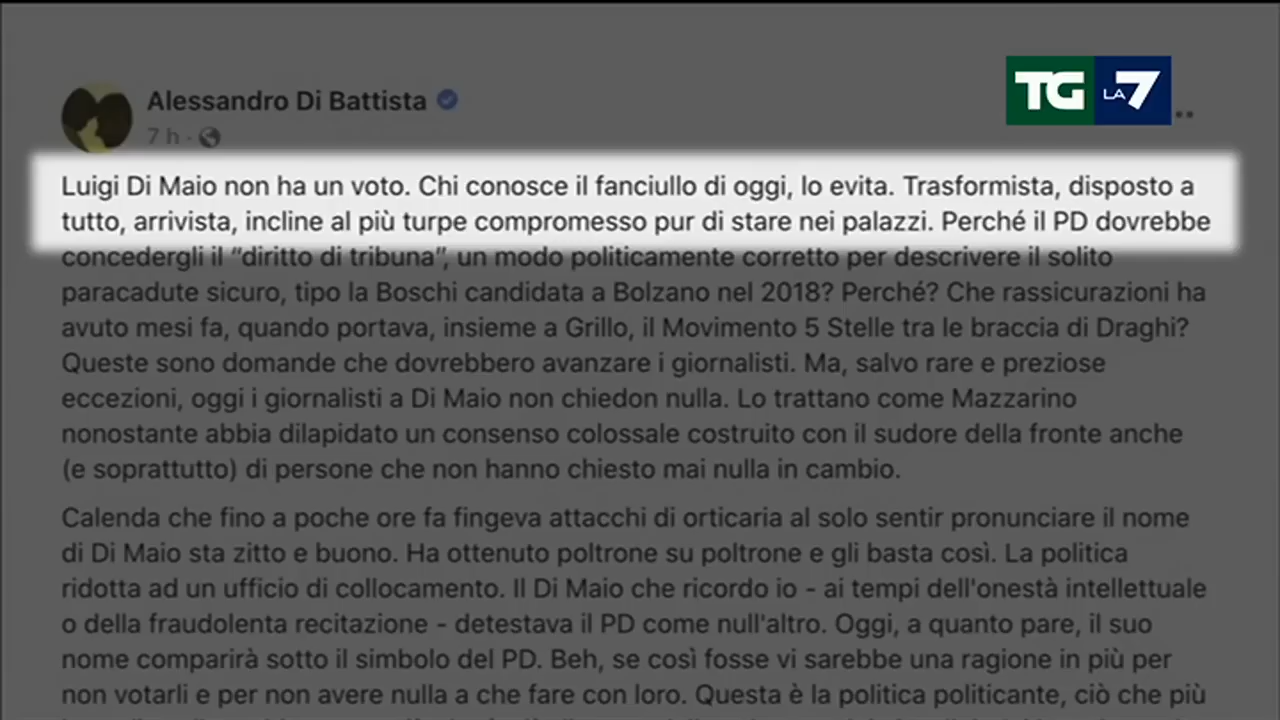 Alessandro Di Battista
TG LA 7
7 h ·
Luigi Di Maio non ha un voto. Chi conosce il fanciullo di oggi, lo evita. Trasformista, disposto a
tutto, arrivista, incline al più turpe compromesso pur di stare nei palazzi. Perché il PD dovrebbe
concedergli il “diritto di tribuna”, un modo politicamente corretto per descrivere il solito
paracadute sicuro, tipo la Boschi candidata a Bolzano nel 2018? Perché? Che rassicurazioni ha
avuto mesi fa, quando portava, insieme a Grillo, il Movimento 5 Stelle tra le braccia di Draghi?
Queste sono domande che dovrebbero avanzare i giornalisti. Ma, salvo rare e preziose
eccezioni, oggi i giornalisti a Di Maio non chiedon nulla. Lo trattano come Mazzarino
nonostante abbia dilapidato un consenso colossale costruito con il sudore della fronte anche
(e soprattutto) di persone che non hanno chiesto mai nulla in cambio.
Calenda che fino a poche ore fa fingeva attacchi di orticaria al solo sentir pronunciare il nome
di Di Maio sta zitto e buono. Ha ottenuto poltrone su poltrone e gli basta così. La politica
ridotta ad un ufficio di collocamento. Il Di Maio che ricordo io - ai tempi dell'onestà intellettuale
o della fraudolenta recitazione - detestava il PD come null'altro. Oggi, a quanto pare, il suo
nome comparirà sotto il simbolo del PD. Beh, se così fosse vi sarebbe una ragione in più per
non votarli e per non avere nulla a che fare con loro. Questa è la politica politicante, ciò che più